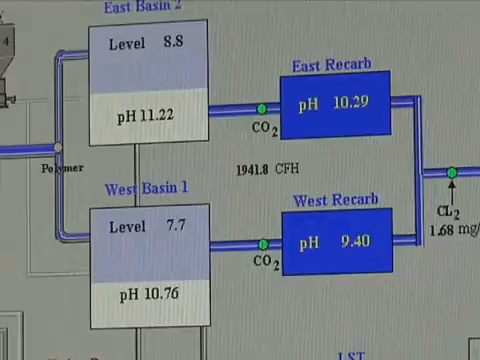 4
East Basin 2
Level 8.8
pH 11.22
East Recarb
pH 10.29
CO2
Polymer
1941.8 CFH
West Basin 1
Level 7.7
pH 10.76
West Recarb
pH 9.40
CO2
CL2
1.68 mg/
LST